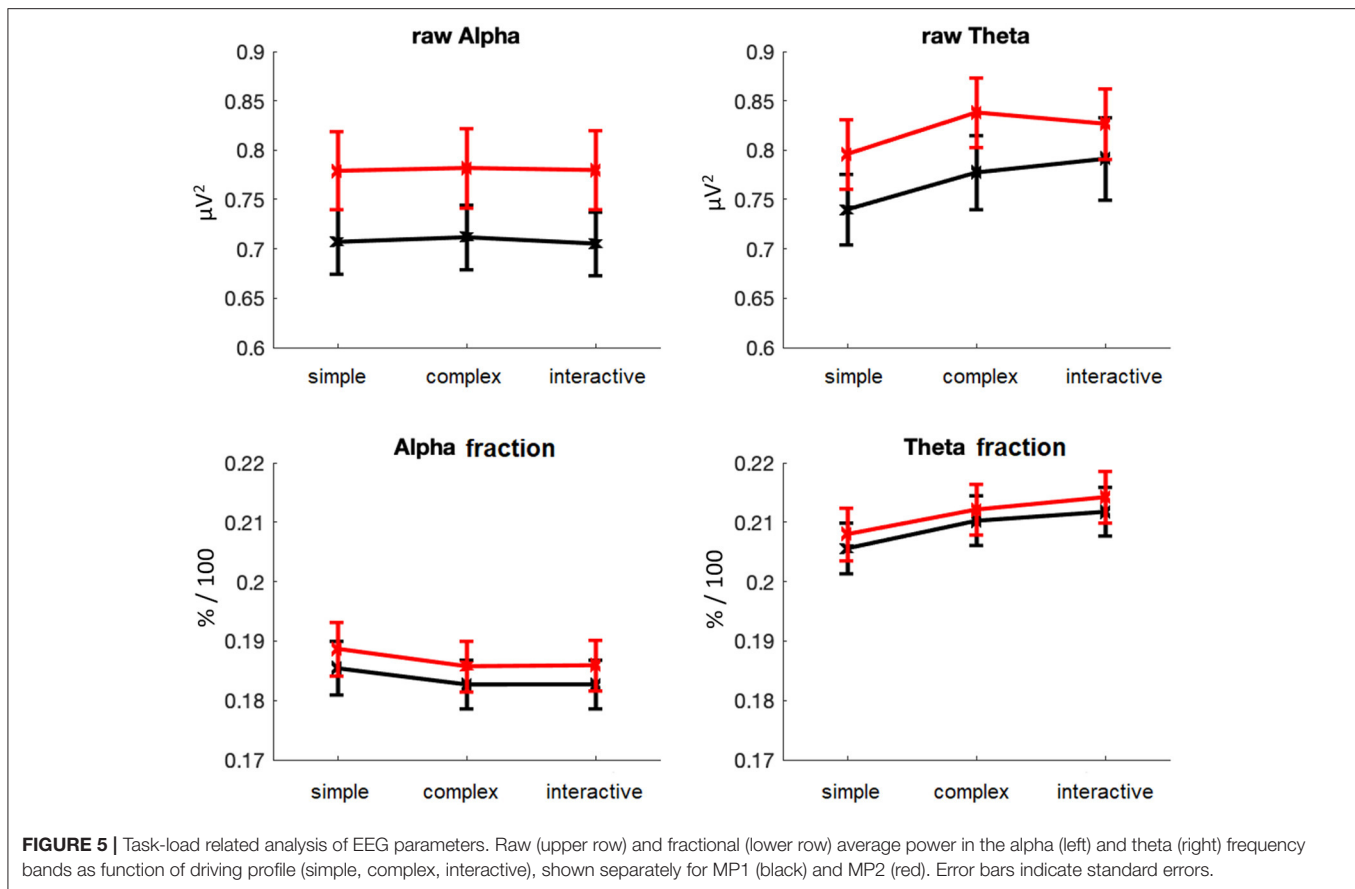 raw Alpha
0.9
0.85
0.8
0.75
0.7
0.65
0.6
µV²
simple complex interactive
raw Theta
0.9
0.85
0.8
0.75
0.7
0.65
0.6
µV²
simple complex interactive
Alpha fraction
0.22
0.21
0.2
0.19
0.18
0.17
% / 100
simple complex interactive
Theta fraction
0.22
0.21
0.2
0.19
0.18
0.17
% / 100
simple complex interactive
FIGURE 5 | Task-load related analysis of EEG parameters. Raw (upper row) and fractional (lower row) average power in the alpha (left) and theta (right) frequency
bands as function of driving profile (simple, complex, interactive), shown separately for MP1 (black) and MP2 (red). Error bars indicate standard errors.